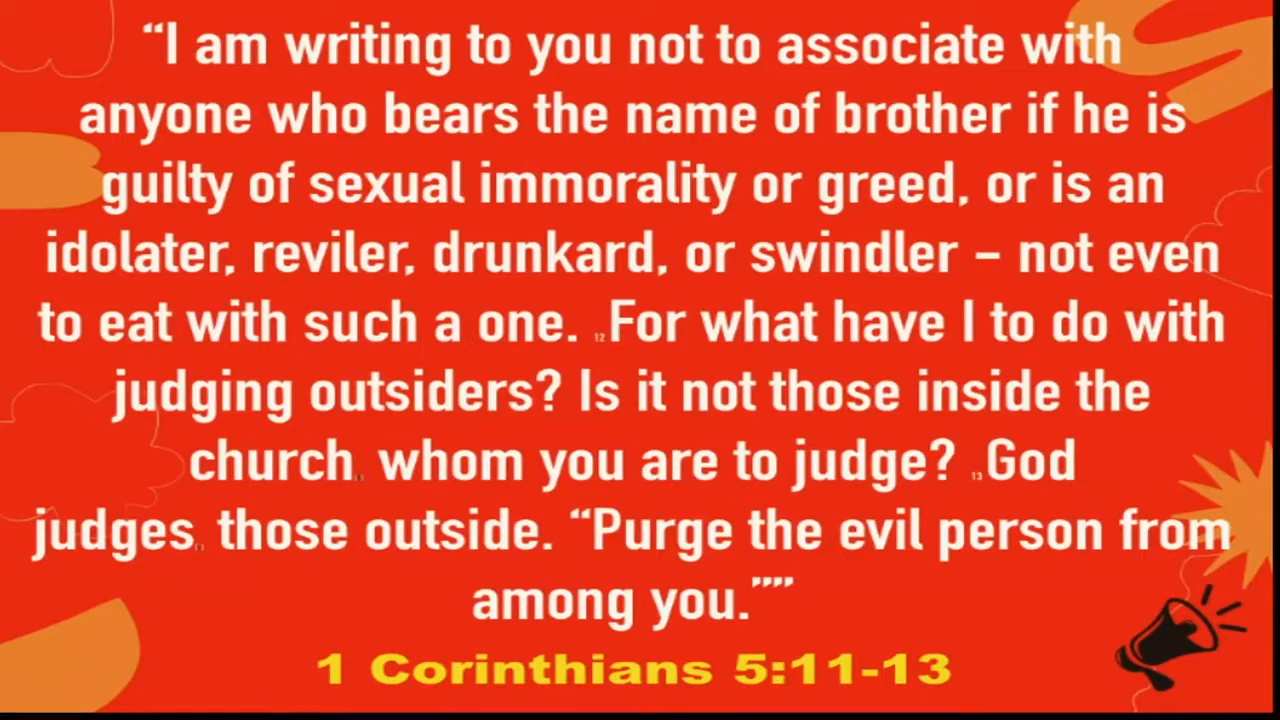 “I am writing to you not to associate with
anyone who bears the name of brother if he is
guilty of sexual immorality or greed, or is an
idolater, reviler, drunkard, or swindler – not even
to eat with such a one. 12 For what have I to do with
judging outsiders? Is it not those inside the
church whom you are to judge? 13 God
judges those outside. “Purge the evil person from
among you.””
1 Corinthians 5:11-13